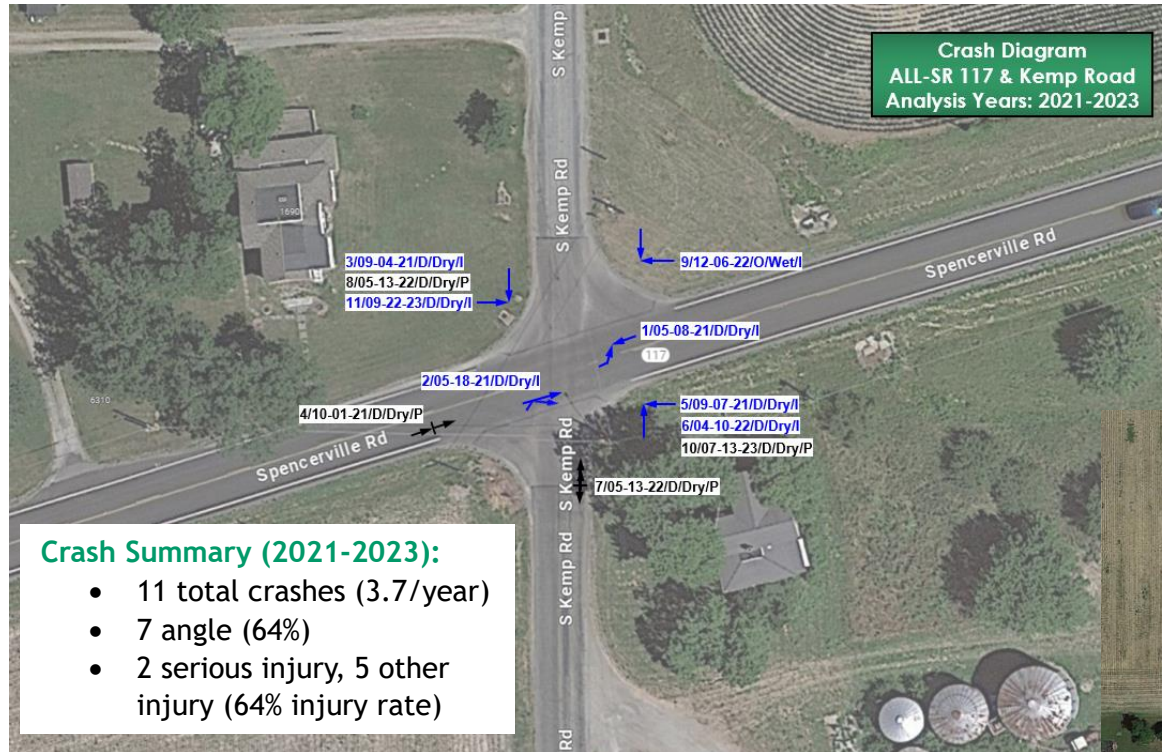 S Kemp
Crash Diagram
ALL-SR 117 & Kemp Road
Analysis Years: 2021-2023
S Kemp Rd
1690
3/09-04-21/D/Dry/I
8/05-13-22/D/Dry/P
11/09-22-23/D/Dry/I
9/12-06-22/O/Wet/I
Spencerville Rd
1/05-08-21/D/Dry/I
117
2/05-18-21/D/Dry/I
6310
4/10-01-21/D/Dry/P
5/09-07-21/D/Dry/I
6/04-10-22/D/Dry/I
10/07-13-23/D/Dry/P
Spencerville Rd
S Kemp Rd
7/05-13-22/D/Dry/P
S Kemp Rd
Crash Summary (2021-2023):
• 11 total crashes (3.7/year)
• 7 angle (64%)
• 2 serious injury, 5 other
injury (64% injury rate)
Rd